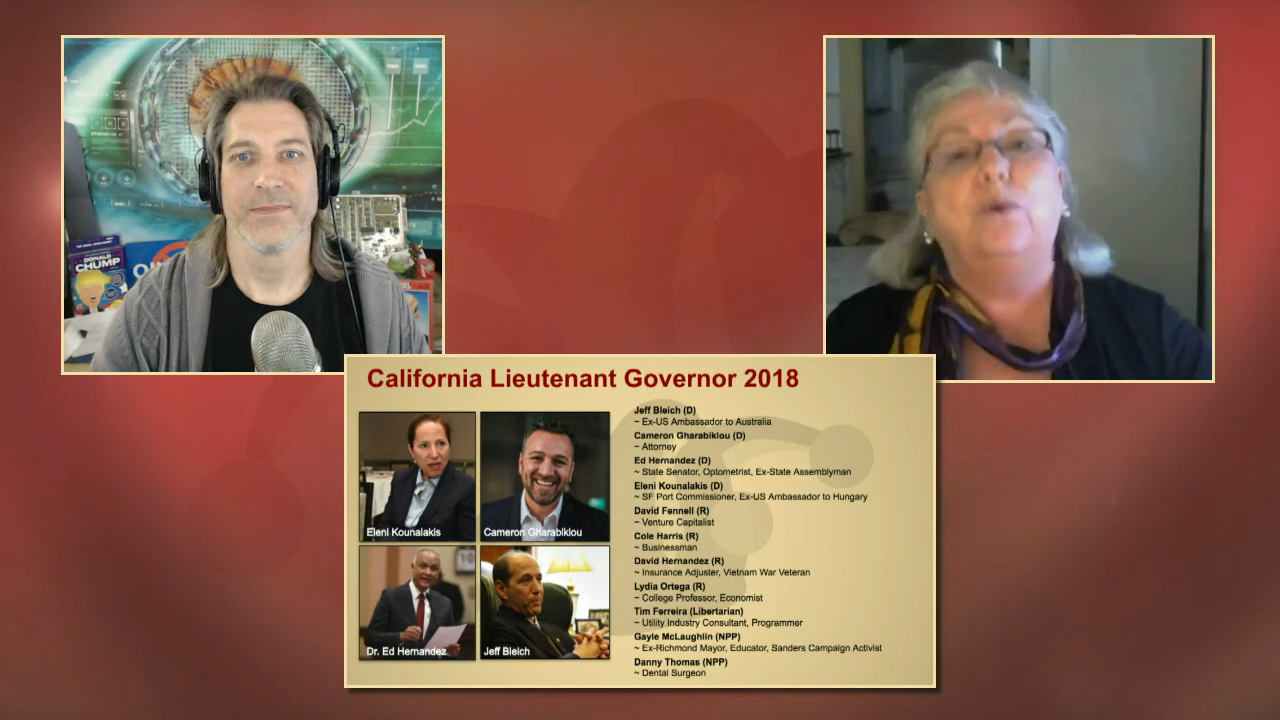 DONALD
CHUMP
California Lieutenant Governor 2018
Eleni Kounalakis
Cameron Gharabiklou
Dr. Ed Hernandez
Jeff Bleich
Jeff Bleich (D)
~ Ex-US Ambassador to Australia
Cameron Gharabiklou (D)
~ Attorney
Ed Hernandez (D)
~ State Senator, Optometrist, Ex-State Assemblyman
Eleni Kounalakis (D)
~ SF Port Commissioner, Ex-US Ambassador to Hungary
David Fennell (R)
~ Venture Capitalist
Cole Harris (R)
~ Businessman
David Hernandez (R)
~ Insurance Adjuster, Vietnam War Veteran
Lydia Ortega (R)
~ College Professor, Economist
Tim Ferreira (Libertarian)
~ Utility Industry Consultant, Programmer
Gayle McLaughlin (NPP)
~ Ex-Richmond Mayor, Educator, Sanders Campaign Activist
Danny Thomas (NPP)
~ Dental Surgeon